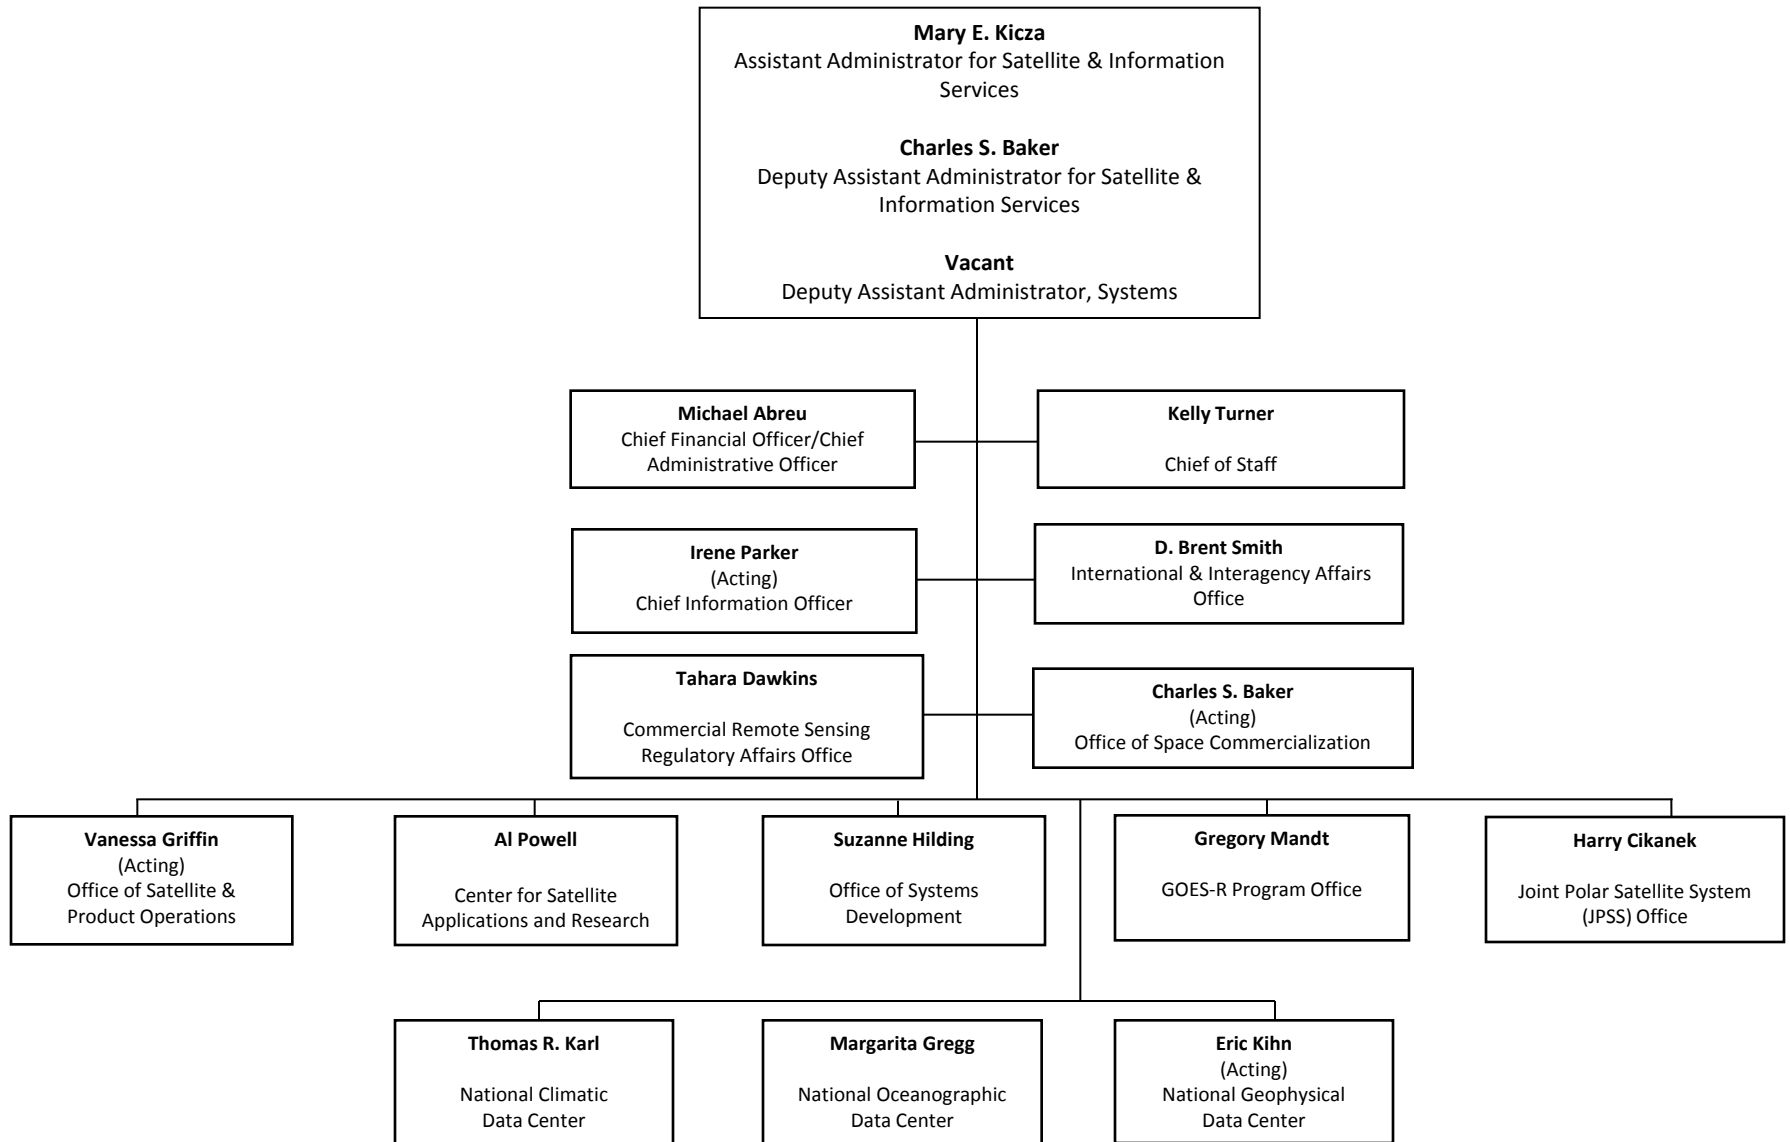 Mary E. Kicza
Assistant Administrator for Satellite & Information
Services
Charles S. Baker
Deputy Assistant Administrator for Satellite &
Information Services
Vacant
Deputy Assistant Administrator, Systems
Michael Abreu
Chief Financial Officer/Chief
Administrative Officer
Kelly Turner
Chief of Staff
Irene Parker
(Acting)
Chief Information Officer
D. Brent Smith
International & Interagency Affairs
Office
Tahara Dawkins
Commercial Remote Sensing
Regulatory Affairs Office
Charles S. Baker
(Acting)
Office of Space Commercialization
Vanessa Griffin
(Acting)
Office of Satellite &
Product Operations
Al Powell
Center for Satellite
Applications and Research
Suzanne Hilding
Office of Systems
Development
Gregory Mandt
GOES-R Program Office
Harry Cikanek
Joint Polar Satellite System
(JPSS) Office
Thomas R. Karl
National Climatic
Data Center
Margarita Gregg
National Oceanographic
Data Center
Eric Kihn
(Acting)
National Geophysical
Data Center